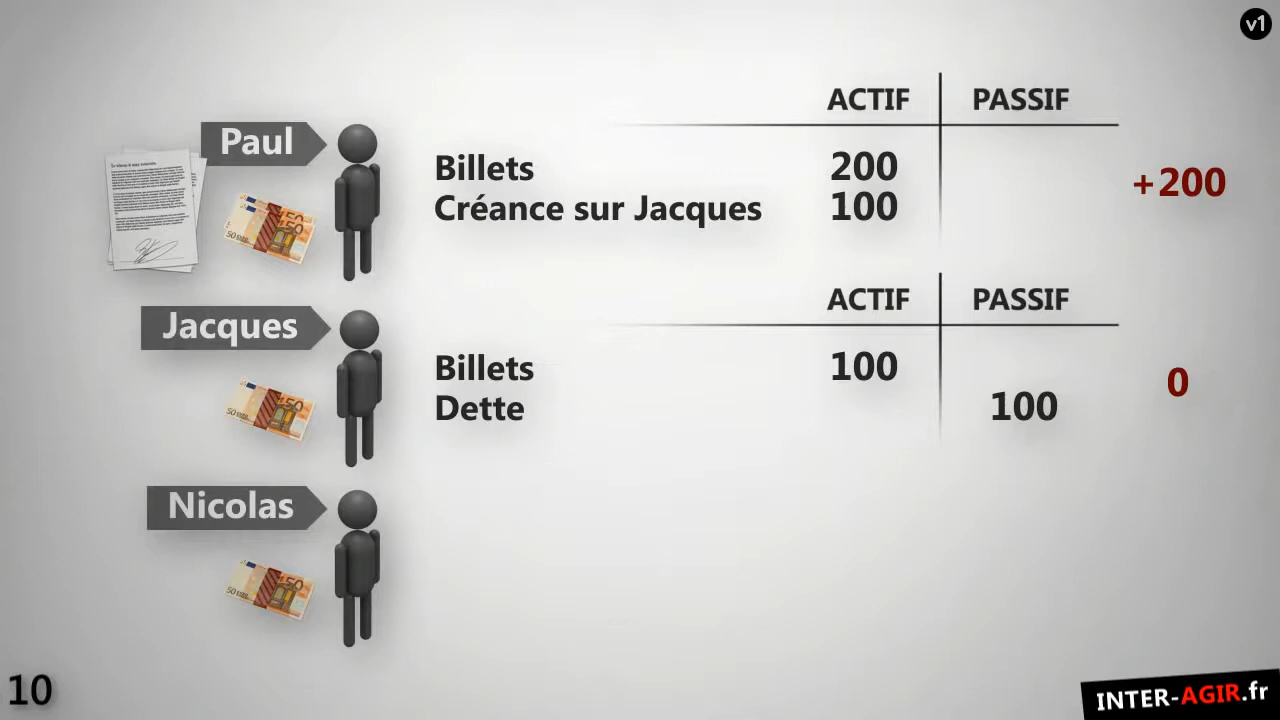 v1
ACTIF PASSIF
Paul
Billets 200
Créance sur Jacques 100
+200
ACTIF PASSIF
Jacques
Billets 100
Dette 100
0
Nicolas
10
INTER-AGIR.fr